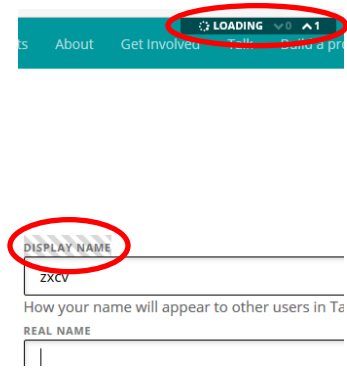 LOADING 0 1
ts About Get Involved Talk Build a pro
DISPLAY NAME
zxcv
How your name will appear to other users in Ta
REAL NAME